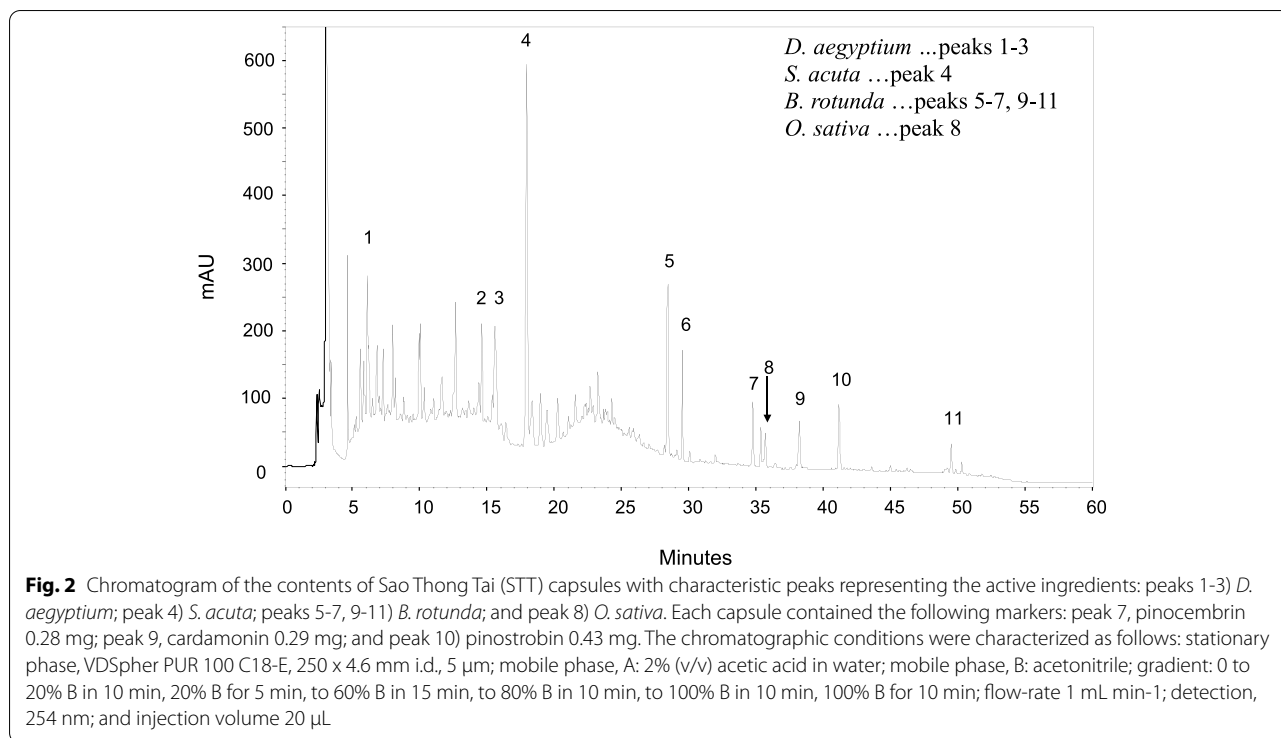 600
500
400
300
200
100
0
mAU
4
D. aegyptium ...peaks 1-3
S. acuta ...peak 4
B. rotunda ...peaks 5-7, 9-11
O. sativa ...peak 8
1
2
3
5
6
7
8
9
10
11
0 5 10 15 20 25 30 35 40 45 50 55 60
Minutes
Fig. 2 Chromatogram of the contents of Sao Thong Tai (STT) capsules with characteristic peaks representing the active ingredients: peaks 1-3) D.
aegyptium; peak 4) S. acuta; peaks 5-7, 9-11) B. rotunda; and peak 8) O. sativa. Each capsule contained the following markers: peak 7, pinocembrin
0.28 mg; peak 9, cardamonin 0.29 mg; and peak 10) pinostrobin 0.43 mg. The chromatographic conditions were characterized as follows: stationary
phase, VDSpher PUR 100 C18-E, 250 x 4.6 mm i.d., 5 µm; mobile phase, A: 2% (v/v) acetic acid in water; mobile phase, B: acetonitrile; gradient: 0 to
20% B in 10 min, 20% B for 5 min, to 60% B in 15 min, to 80% B in 10 min, to 100% B in 10 min, 100% B for 10 min; flow-rate 1 mL min-1; detection,
254 nm; and injection volume 20 µL